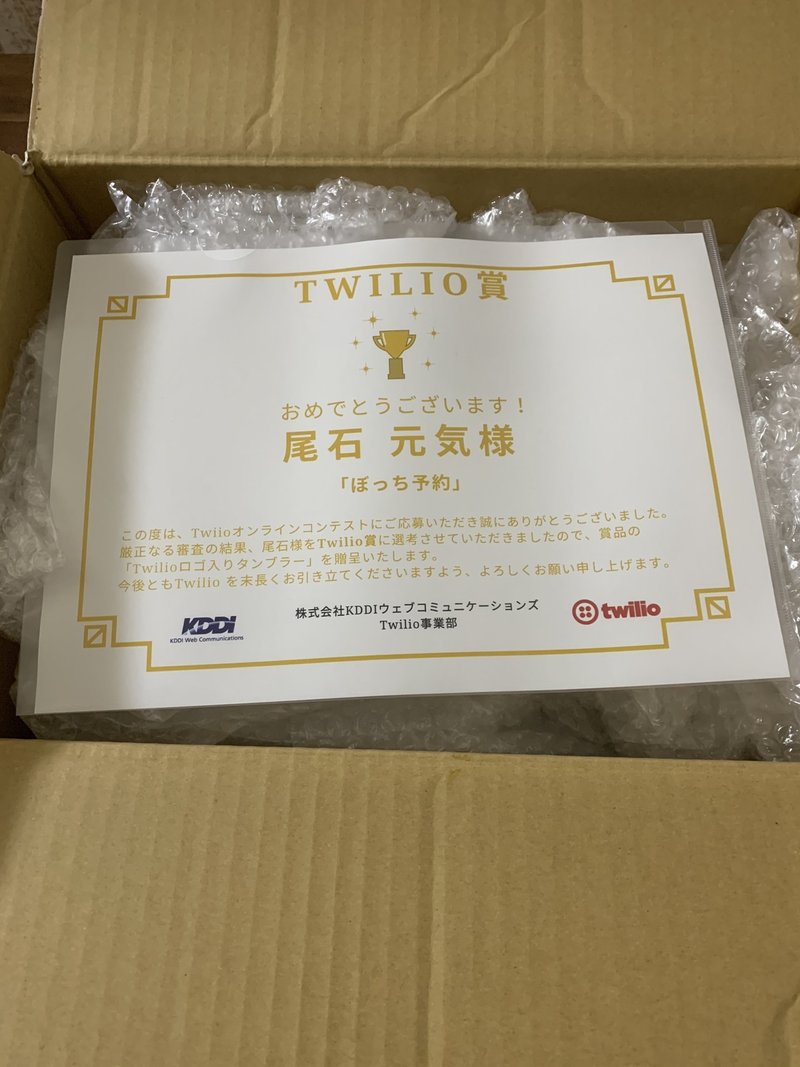 TWILIO賞
おめでとうございます！
尾石 元気様
「ぼっち予約」
この度は、Twiioオンラインコンテストにご応募いただき誠にありがとうございました。
厳正なる審査の結果、尾石様をTwilio賞に選考させていただきましたので、賞品の
「Twilioロゴ入りタンブラー」を贈呈いたします。
今後ともTwilio を末長くお引き立てくださいますよう、よろしくお願い申し上げます。
KDDI
KDDI Web Communications
株式会社KDDIウェブコミュニケーションズ
Twilio事業部
twilio